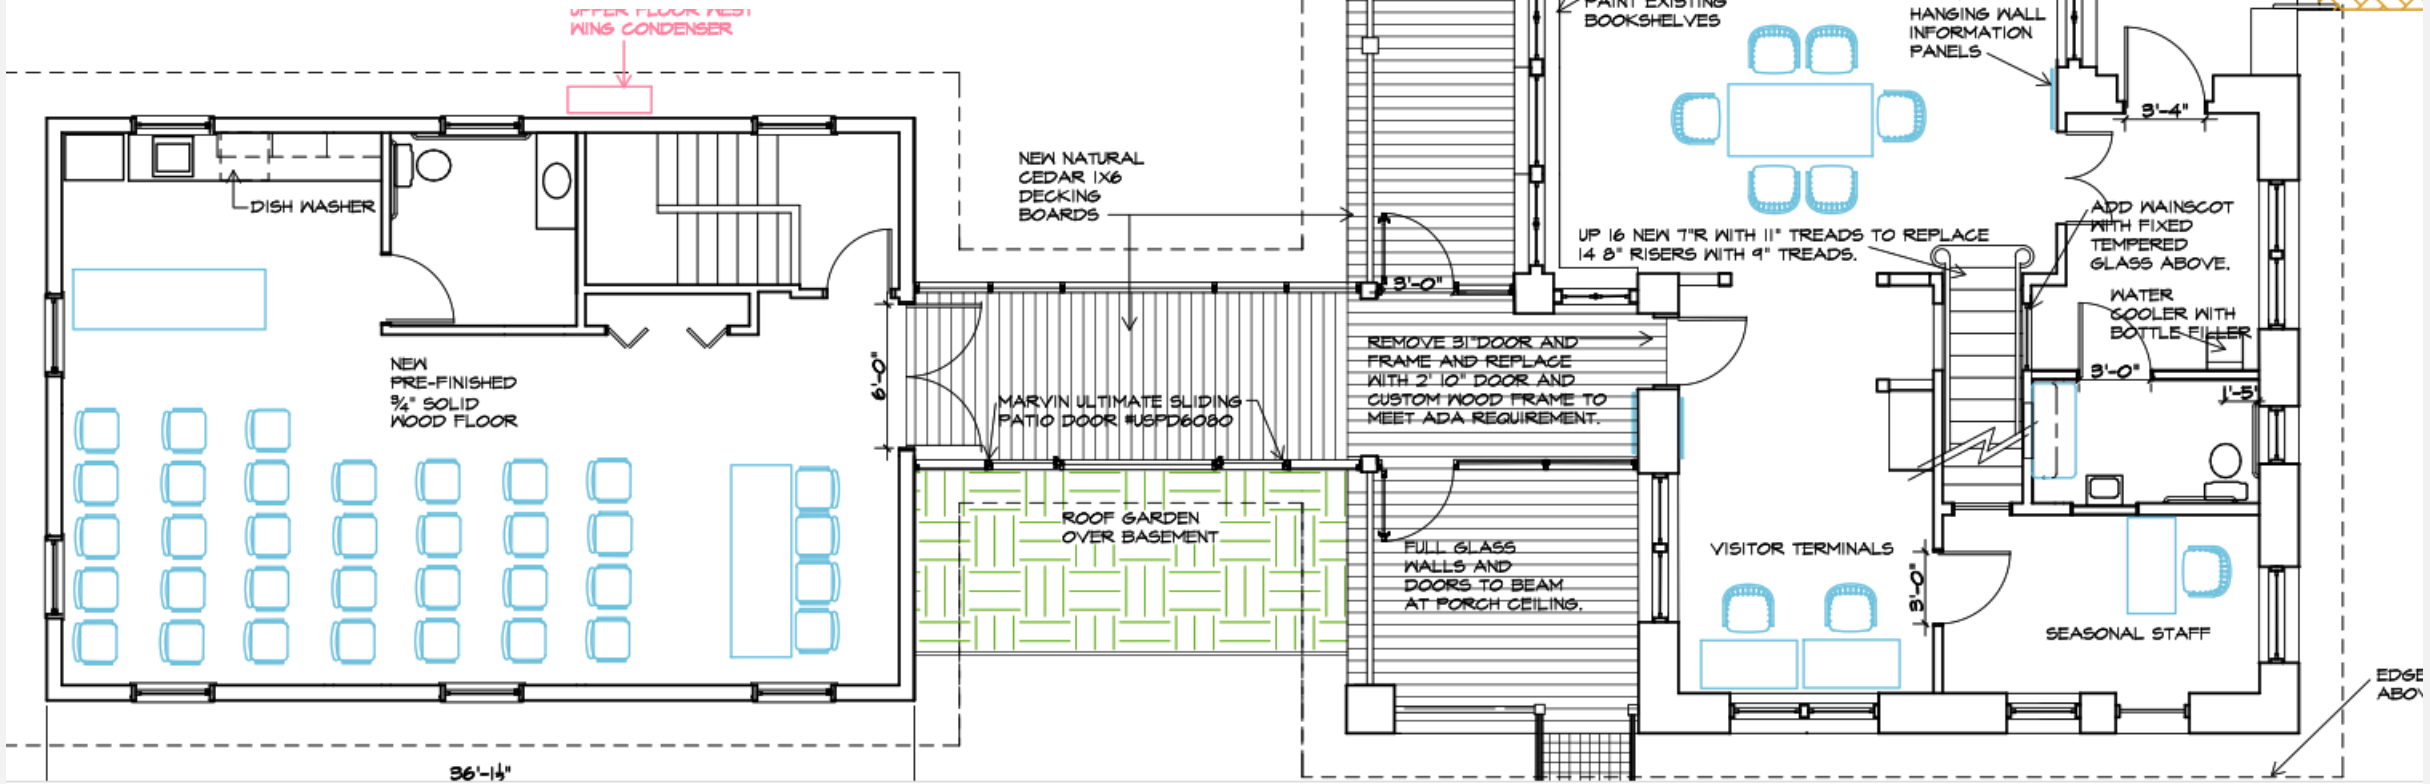 UPPER FLOOR WEST
WING CONDENSER
PAINT EXISTING
BOOKSHELVES
HANGING WALL
INFORMATION
PANELS
3'-4"
NEW NATURAL
CEDAR 1X6
DECKING
BOARDS
DISH WASHER
ADD WAINSCOT
WITH FIXED
TEMPERED
GLASS ABOVE.
UP 16 NEW 7"R WITH 11" TREADS TO REPLACE
14 8" RISERS WITH 9" TREADS.
3'-0"
WATER
COOLER WITH
BOTTLE FILLER
REMOVE 31"DOOR AND
FRAME AND REPLACE
WITH 2' 10" DOOR AND
CUSTOM WOOD FRAME TO
MEET ADA REQUIREMENT.
6'-0"
NEW
PRE-FINISHED
3/4" SOLID
WOOD FLOOR
3'-0"
1'-5"
MARVIN ULTIMATE SLIDING
PATIO DOOR #USPD6080
ROOF GARDEN
OVER BASEMENT
FULL GLASS
WALLS AND
DOORS TO BEAM
AT PORCH CEILING.
VISITOR TERMINALS
3'-0"
SEASONAL STAFF
EDGE
ABOV
36'-1½"